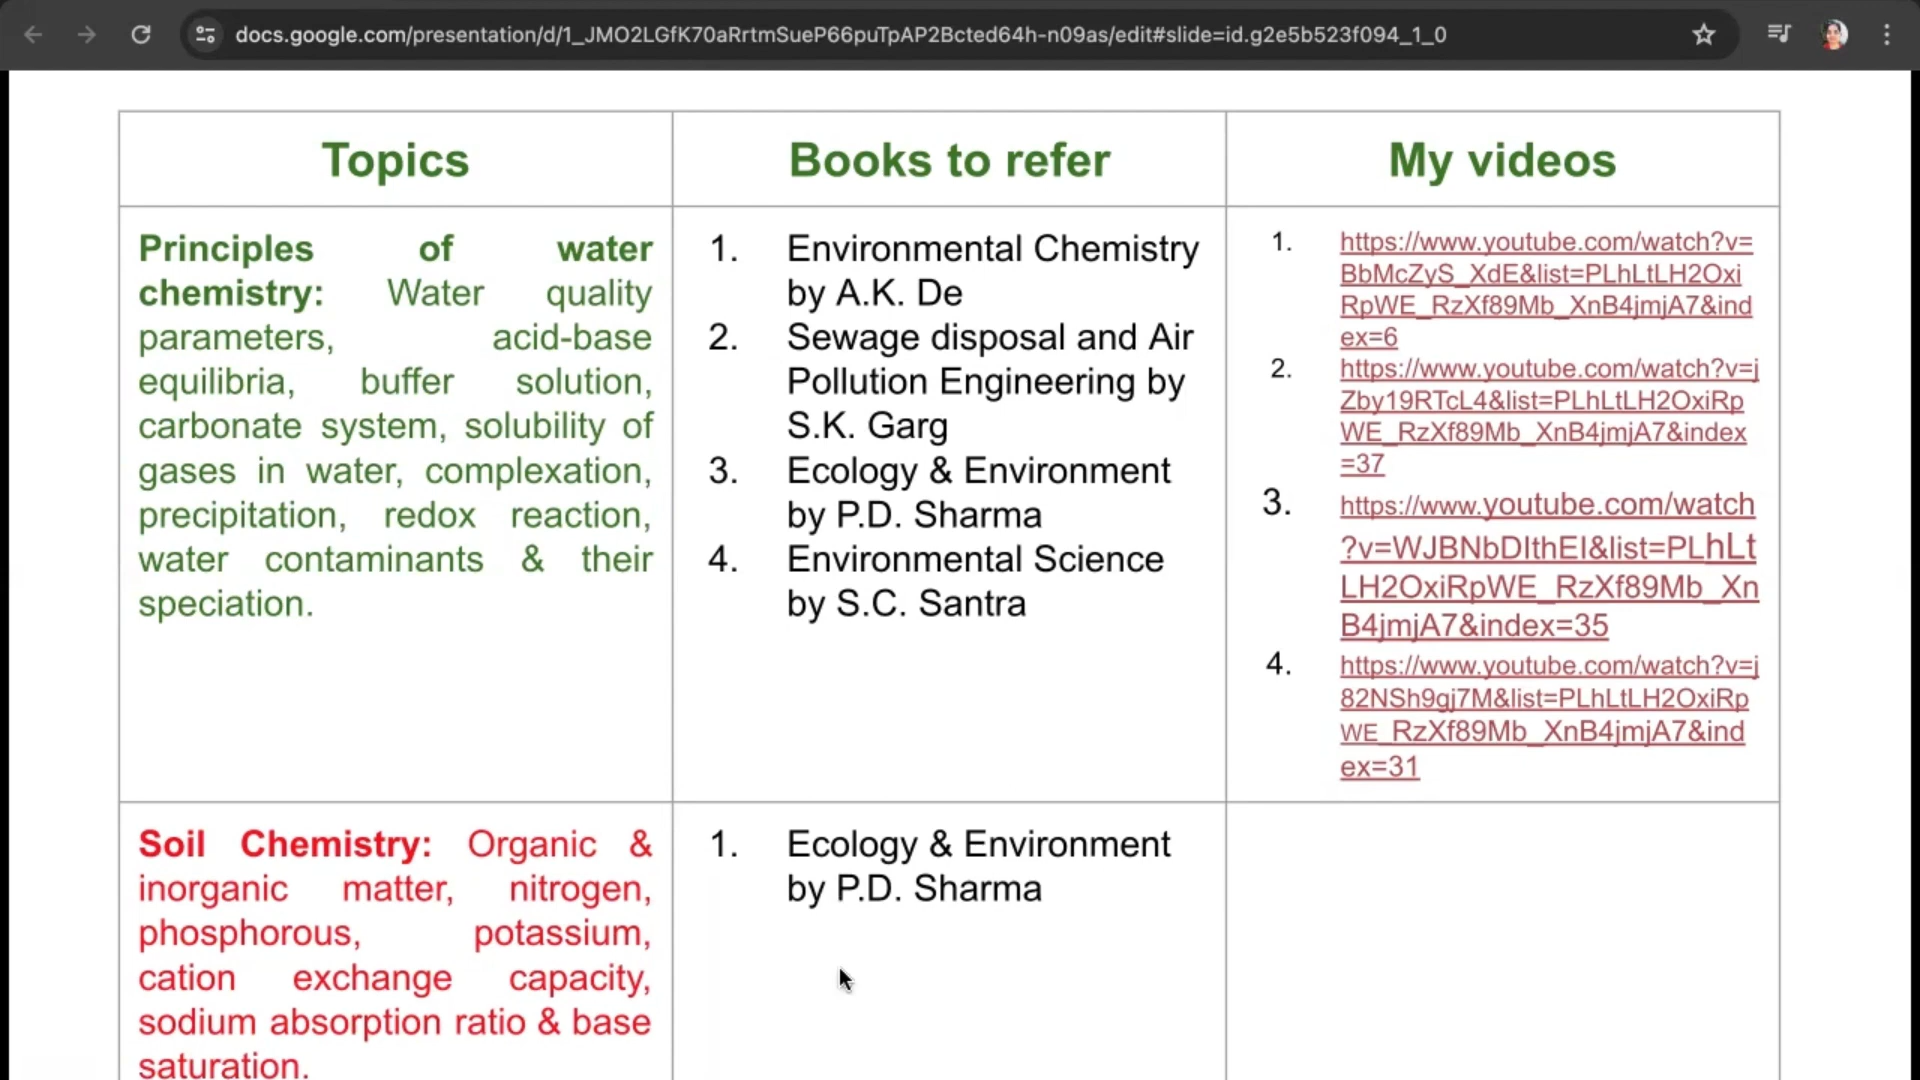 docs.google.com/presentation/d/1_JMO2LGfK70aRrtmSueP66puTpAP2Bcted64h-n09as/edit#slide=id.g2e5b523f094_1_0
Topics
Books to refer
My videos
Principles of water
chemistry: Water quality
parameters, acid-base
equilibria, buffer solution,
carbonate system, solubility of
gases in water, complexation,
precipitation, redox reaction,
water contaminants & their
speciation.
1. Environmental Chemistry
by A.K. De
2. Sewage disposal and Air
Pollution Engineering by
S.K. Garg
3. Ecology & Environment
by P.D. Sharma
4. Environmental Science
by S.C. Santra
1. https://www.youtube.com/watch?v=
BbMcZyS_XdE&list=PLhLtLH2Oxi
RpWE_RzXf89Mb_XnB4jmjA7&ind
ex=6
2. https://www.youtube.com/watch?v=j
Zby19RTcL4&list=PLhLtLH2OxiRp
WE_RzXf89Mb_XnB4jmjA7&index
=37
3. https://www.youtube.com/watch
?v=WJBNbDIthEI&list=PLhLt
LH2OxiRpWE_RzXf89Mb_Xn
B4jmjA7&index=35
4. https://www.youtube.com/watch?v=j
82NSh9gj7M&list=PLhLtLH2OxiRp
WE_RzXf89Mb_XnB4jmjA7&ind
ex=31
Soil Chemistry: Organic &
inorganic matter, nitrogen,
phosphorous, potassium,
cation exchange capacity,
sodium absorption ratio & base
saturation.
1. Ecology & Environment
by P.D. Sharma